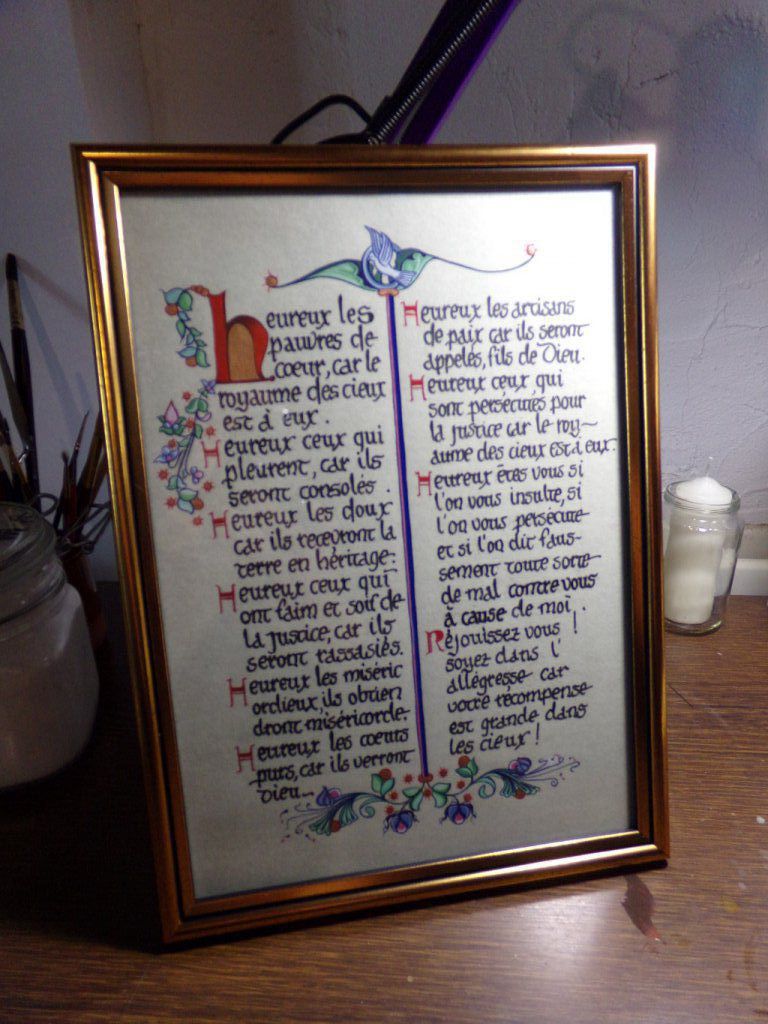 heureux les
pauvres de
coeur, car le
royaume des cieux
est à eux.
Heureux ceux qui
pleurent, car ils
seront consolés.
Heureux les doux
car ils recevront la
terre en héritage.
Heureux ceux qui
ont faim et soif de
la justice, car ils
seront rassasiés.
Heureux les miséric
ordieux, ils obtien
dront miséricorde.
Heureux les coeurs
purs, car ils verront
Dieu...
Heureux les artisans
de paix car ils seront
appelés, fils de Dieu.
Heureux ceux qui
sont persécutés pour
la justice car le roy~
aume des cieux est à eux.
Heureux êtes vous si
l'on vous insulte, si
l'on vous persécute
et si l'on dit faus-
sement toute sorte
de mal contre vous
à cause de moi.
Réjouissez vous !
soyez dans l'
allégresse car
votre récompense
est grande dans
les cieux !